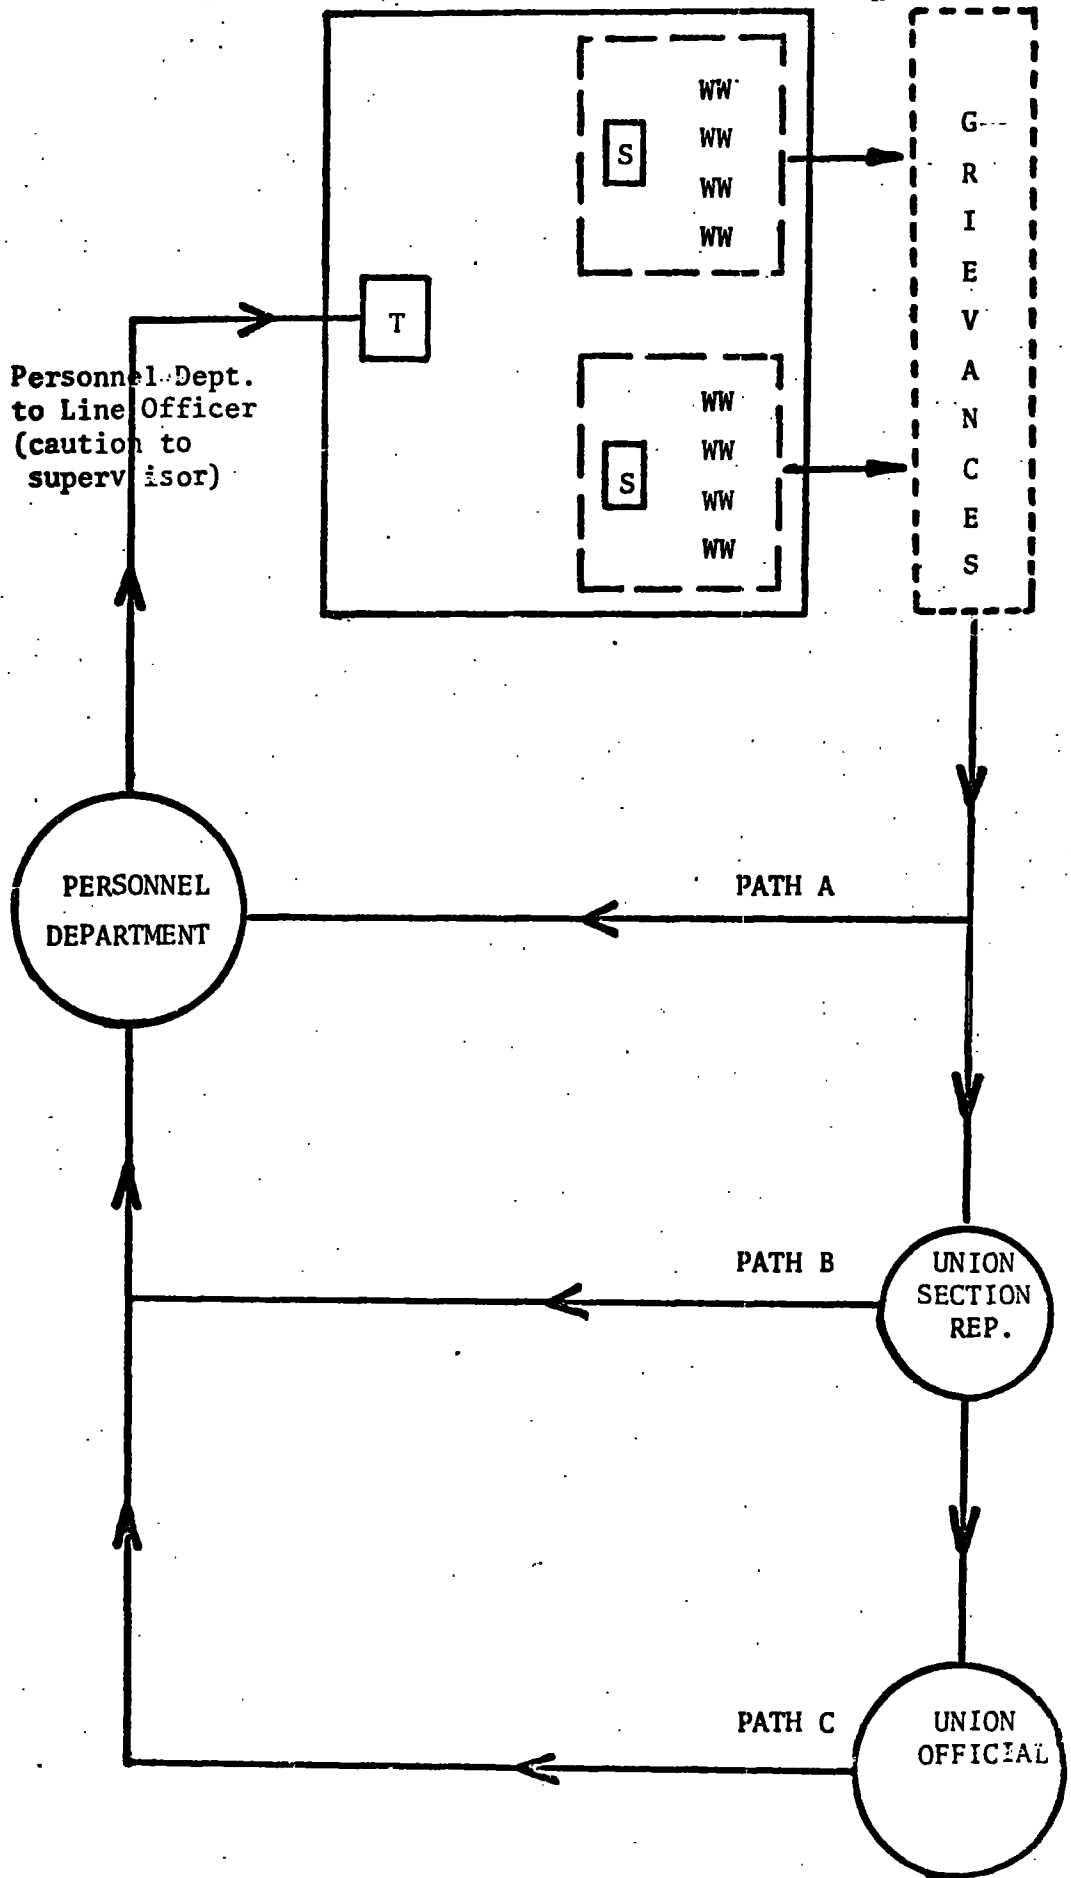 WW
WW
S
WW
WW
G
R
I
E
V
A
N
C
E
S
T
Personnel Dept.
to Line Officer
(caution to
supervisor)
WW
WW
S
WW
WW
PERSONNEL
DEPARTMENT
PATH A
PATH B
UNION
SECTION
REP.
PATH C
UNION
OFFICIAL